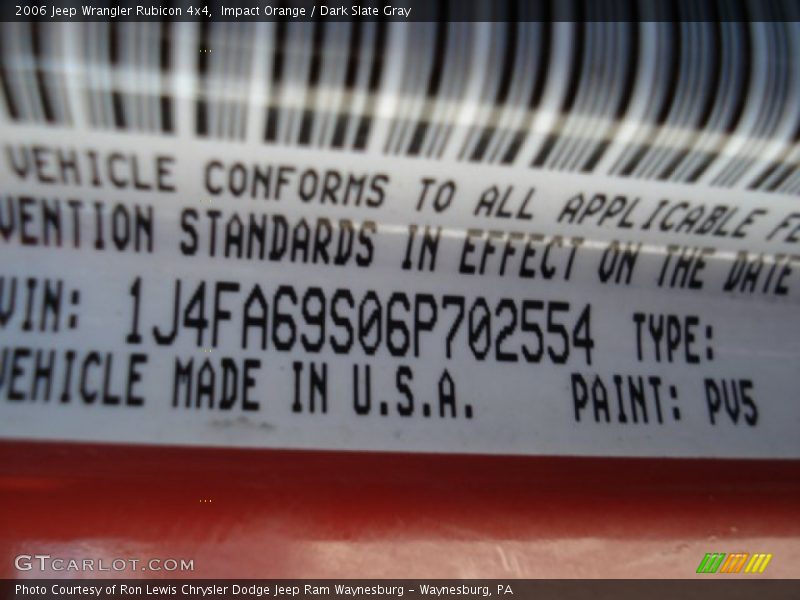 2006 Jeep Wrangler Rubicon 4x4, Impact Orange / Dark Slate Gray
VEHICLE CONFORMS TO ALL APPLICABLE FE
VENTION STANDARDS IN EFFECT ON THE DATE
VIN: 1J4FA69S06P702554 TYPE:
VEHICLE MADE IN U.S.A. PAINT: PV5
GTCARLOT.COM
Photo Courtesy of Ron Lewis Chrysler Dodge Jeep Ram Waynesburg - Waynesburg, PA